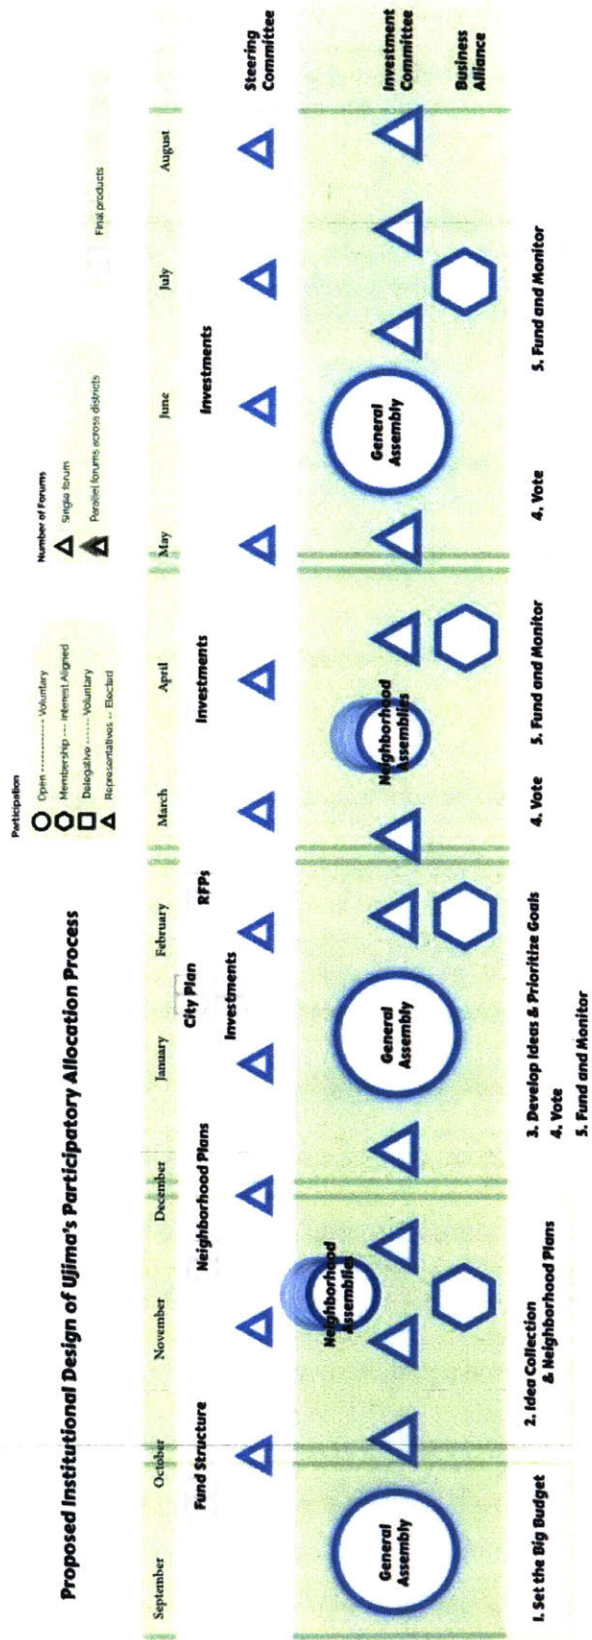 Proposed Institutional Design of Ujima's Participatory Allocation Process
Participation
Open ---------- Voluntary
Membership --- Interest Aligned
Delegative ------ Voluntary
Representatives -- Elected
Number of Forums
Single forum
Parallel forums across districts
Final products
September
October
November
December
January
February
March
April
May
June
July
August
Fund Structure
Neighborhood Plans
City Plan
RFPs
Investments
Investments
Investments
Steering
Committee
General
Assembly
Neighborhood
Assemblies
General
Assembly
Neighborhood
Assemblies
General
Assembly
Investment
Committee
Business
Alliance
1. Set the Big Budget
2. Idea Collection
& Neighborhood Plans
3. Develop Ideas & Prioritize Goals
4. Vote
5. Fund and Monitor
4. Vote
5. Fund and Monitor
4. Vote
5. Fund and Monitor